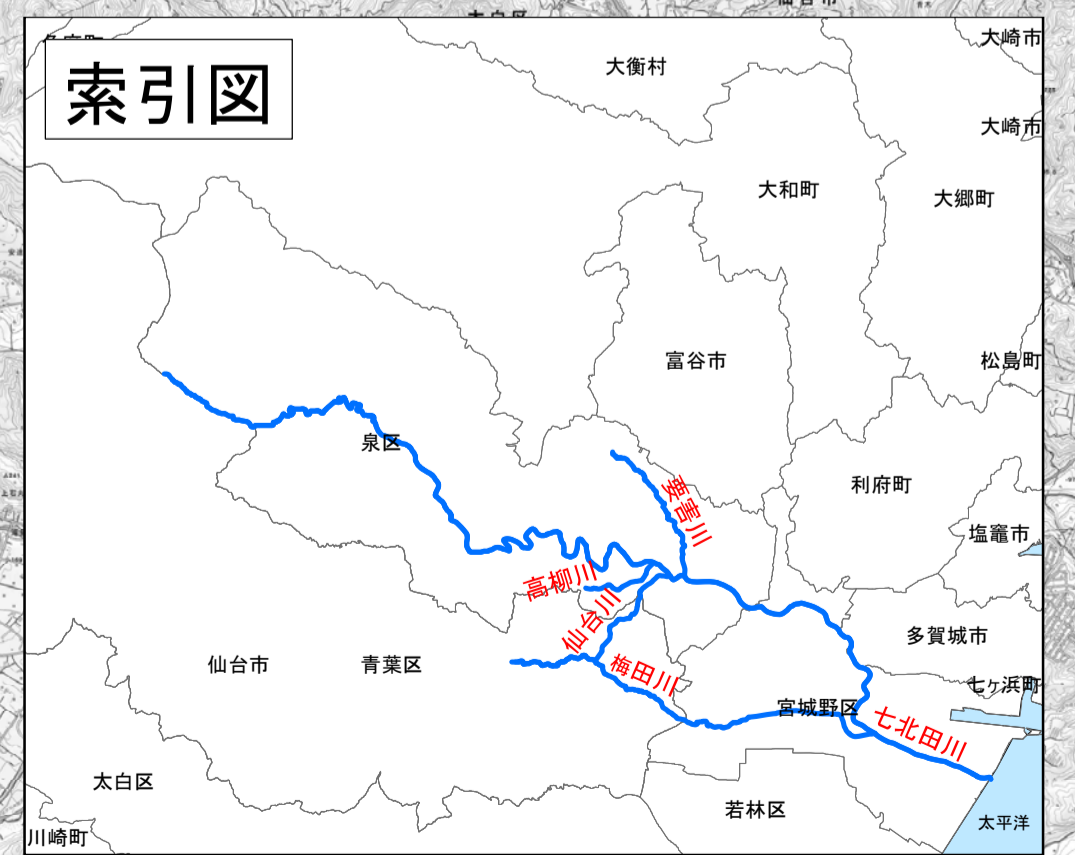 索引図
大衡村
大崎市
大崎市
大和町
大郷町
富谷市
松島町
泉区
利府町
要害川
塩竈市
高柳川
仙台川
多賀城市
仙台市
青葉区
梅田川
七ヶ浜町
宮城野区
七北田川
太白区
若林区
太平洋
川崎町